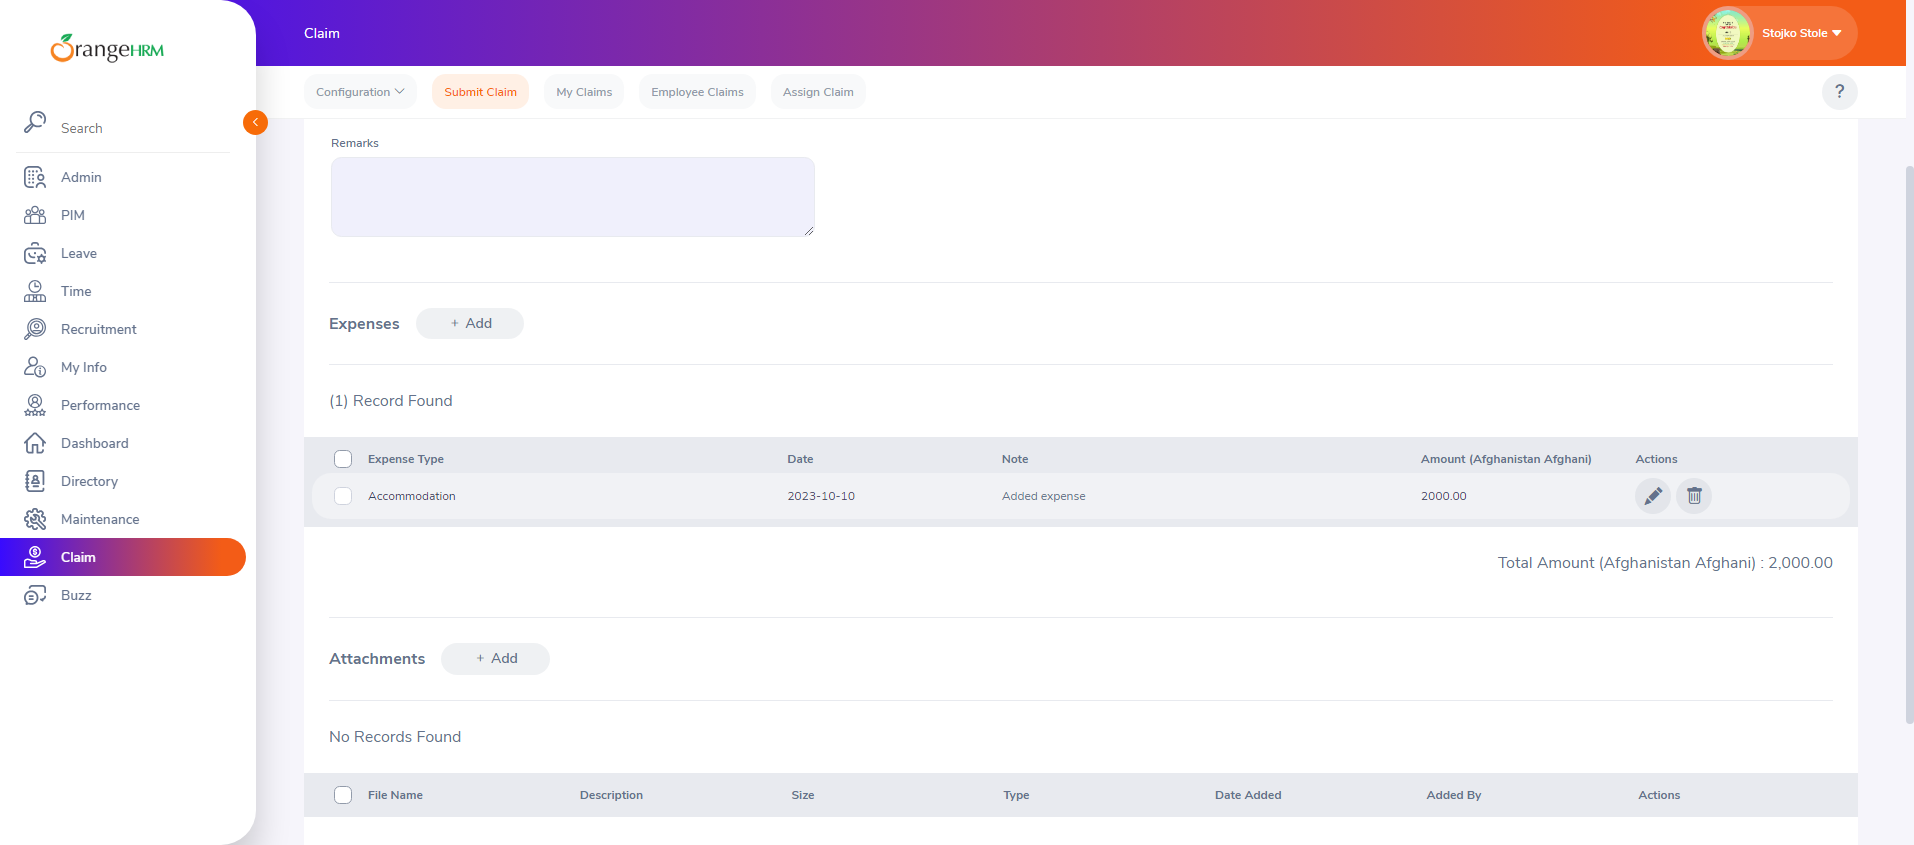 OrangeHRM
Claim
Stojko Stole
Configuration
Submit Claim
My Claims
Employee Claims
Assign Claim
?
Search
Admin
PIM
Leave
Time
Recruitment
My Info
Performance
Dashboard
Directory
Maintenance
Claim
Buzz
Remarks
Expenses
+ Add
(1) Record Found
Expense Type Date Note Amount (Afghanistan Afghani) Actions
Accommodation 2023-10-10 Added expense 2000.00
Total Amount (Afghanistan Afghani) : 2,000.00
Attachments
+ Add
No Records Found
File Name Description Size Type Date Added Added By Actions